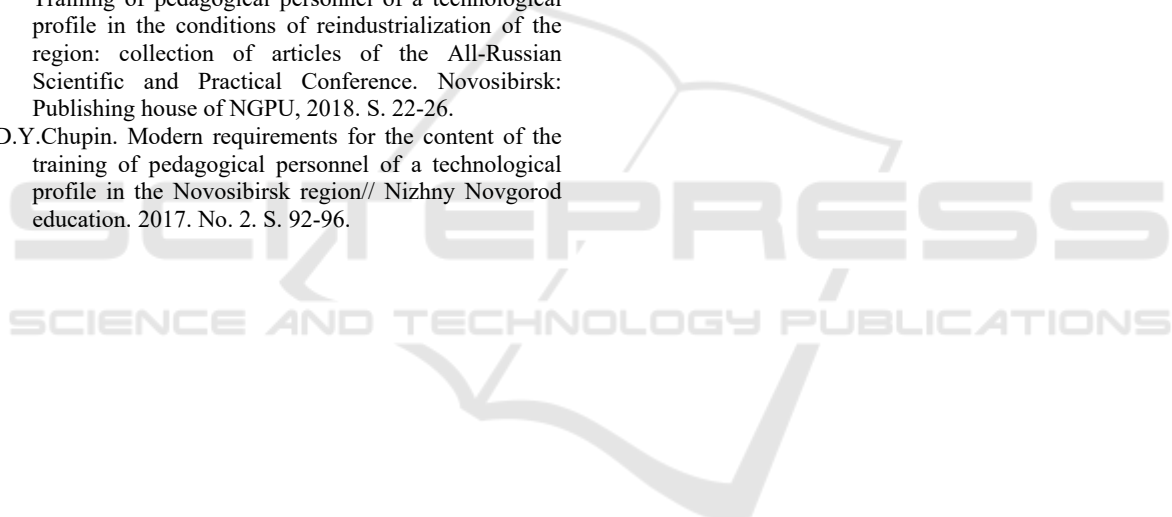 Training of pedagogical personnel of a technological
profile in the conditions of reindustrialization of the
region: collection of articles of the All-Russian
Scientific and Practical Conference. Novosibirsk:
Publishing house of NGPU, 2018. S. 22-26.
D.Y.Chupin. Modern requirements for the content of the
training of pedagogical personnel of a technological
profile in the Novosibirsk region// Nizhny Novgorod
education. 2017. No. 2. S. 92-96.
SCITEPRESS
SCIENCE AND TECHNOLOGY PUBLICATIONS